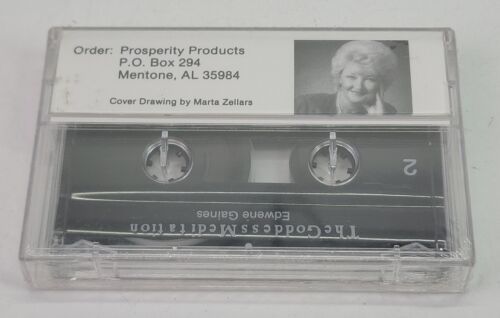 Order: Prosperity Products
P.O. Box 294
Mentone, AL 35984
Cover Drawing by Marta Zellars
2
The Goddess Meditation
Edwene Gaines